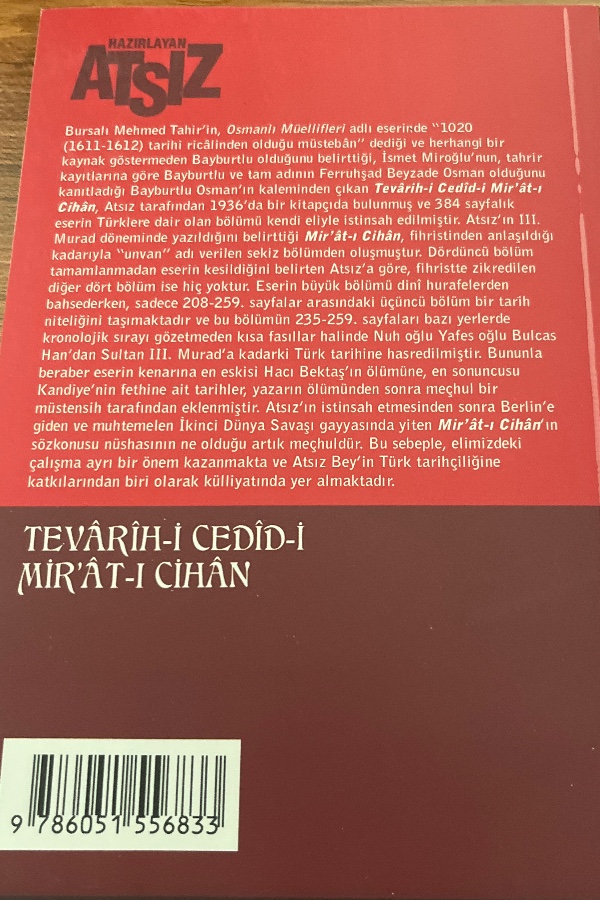 HAZIRLAYAN
ATSIZ
Bursalı Mehmed Tahir'in, Osmanlı Müellifleri adlı eserinde "1020
(1611-1612) tarihi ricâlinden olduğu müstebân" dediği ve herhangi bir
kaynak göstermeden Bayburtlu olduğunu belirttiği, İsmet Miroğlu'nun, tahrir
kayıtlarına göre Bayburtlu ve tam adının Ferruhşad Beyzade Osman olduğunu
kanıtladığı Bayburtlu Osman'ın kaleminden çıkan Tevârih-i Cedîd-i Mir'ât-ı
Cihân, Atsız tarafından 1936'da bir kitapçıda bulunmuş ve 384 sayfalık
eserin Türklere dair olan bölümü kendi eliyle istinsah edilmiştir. Atsız'ın III.
Murad döneminde yazıldığını belirttiği Mir'ât-ı Cihân, fihristinden anlaşıldığı
kadarıyla "unvan" adı verilen sekiz bölümden oluşmuştur. Dördüncü bölüm
tamamlanmadan eserin kesildiğini belirten Atsız'a göre, fihristte zikredilen
diğer dört bölüm ise hiç yoktur. Eserin büyük bölümü dinî hurafelerden
bahsederken, sadece 208-259. sayfalar arasındaki üçüncü bölüm bir tarih
niteliğini taşımaktadır ve bu bölümün 235-259. sayfaları bazı yerlerde
kronolojik sırayı gözetmeden kısa fasıllar halinde Nuh oğlu Yafes oğlu Bulcas
Han'dan Sultan III. Murad'a kadarki Türk tarihine hasredilmiştir. Bununla
beraber eserin kenarına en eskisi Hacı Bektaş'ın ölümüne, en sonuncusu
Kandiye'nin fethine ait tarihler, yazarın ölümünden sonra meçhul bir
müstensih tarafından eklenmiştir. Atsız'ın istinsah etmesinden sonra Berlin'e
giden ve muhtemelen İkinci Dünya Savaşı gayyasında yiten Mir'ât-ı Cihân'ın
sözkonusu nüshasının ne olduğu artık meçhuldür. Bu sebeple, elimizdeki
çalışma ayrı bir önem kazanmakta ve Atsız Bey'in Türk tarihçiliğine
katkılarından biri olarak külliyatında yer almaktadır.
TEVÂRÎH-İ CEDÎD-İ
MİR'ÂT-I CİHÂN
9 786051 556833